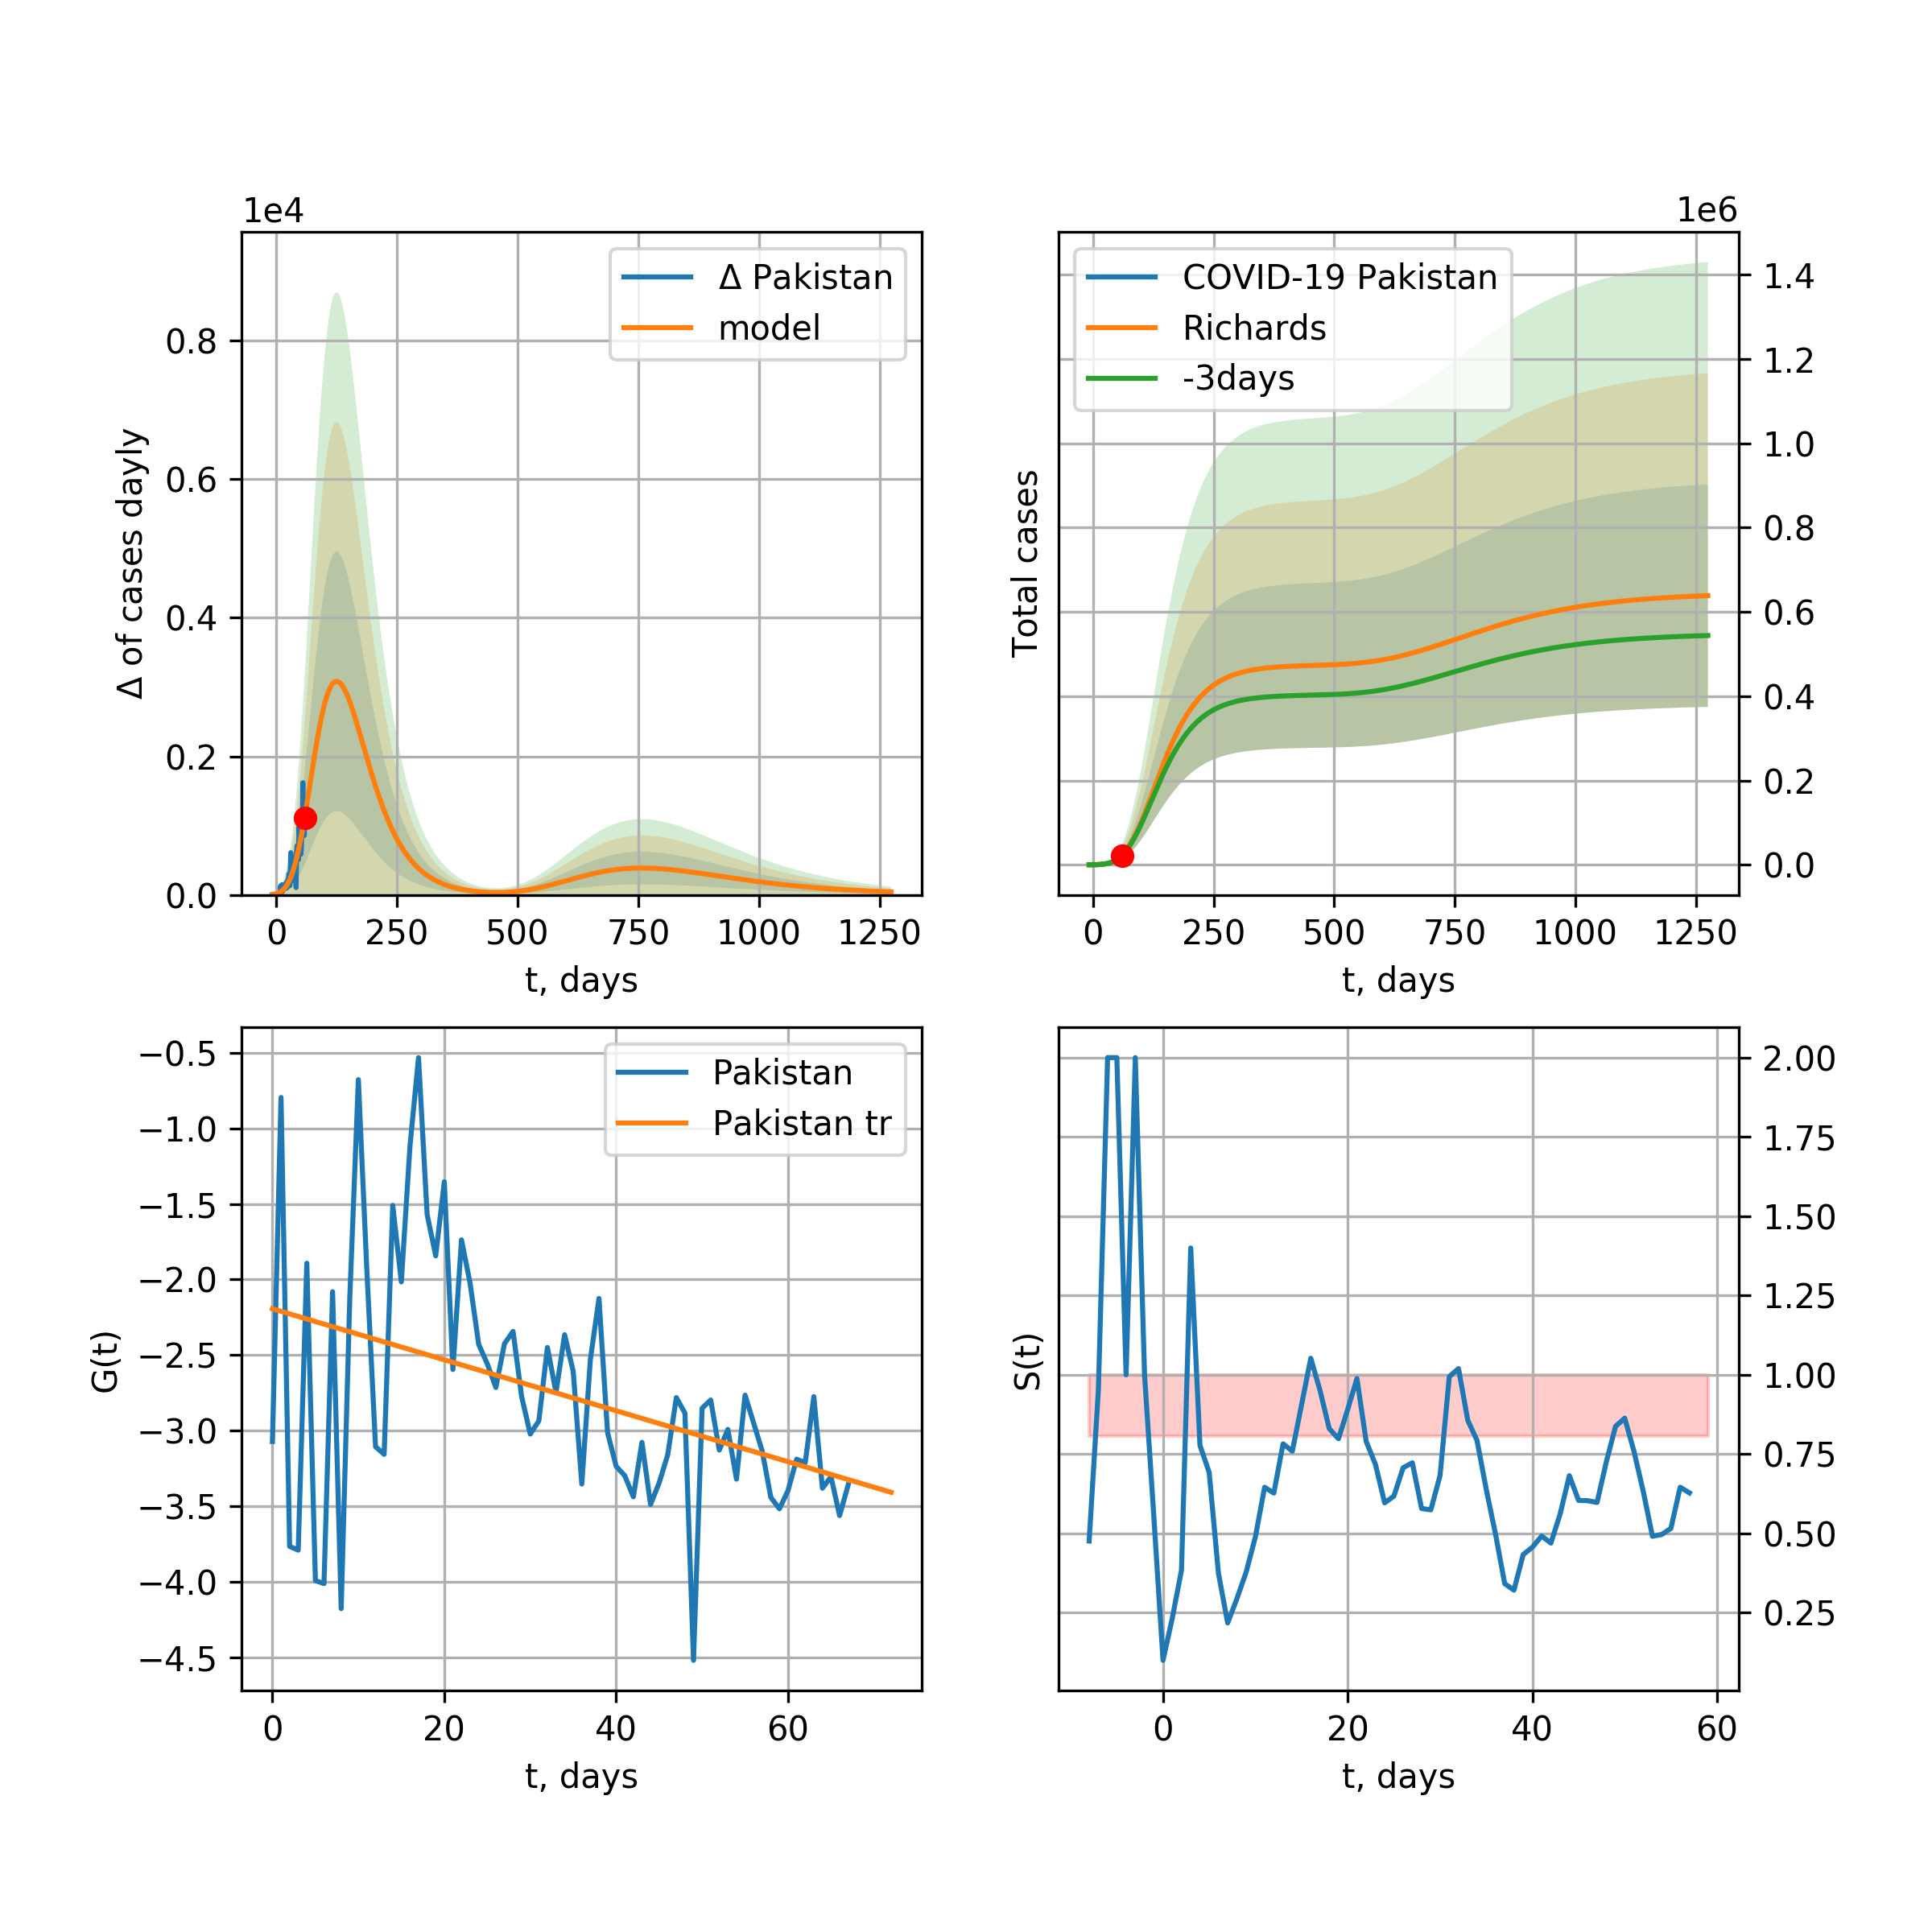 1e4
Δ Pakistan
model
0.8
0.6
0.4
0.2
0.0
Δ of cases dayly
0 250 500 750 1000 1250
t, days
1e6
COVID-19 Pakistan
Richards
-3days
1.4
1.2
1.0
0.8
0.6
0.4
0.2
0.0
Total cases
0 250 500 750 1000 1250
t, days
Pakistan
Pakistan tr
−0.5
−1.0
−1.5
−2.0
−2.5
−3.0
−3.5
−4.0
−4.5
G(t)
0 20 40 60
t, days
2.00
1.75
1.50
1.25
1.00
0.75
0.50
0.25
S(t)
0 20 40 60
t, days